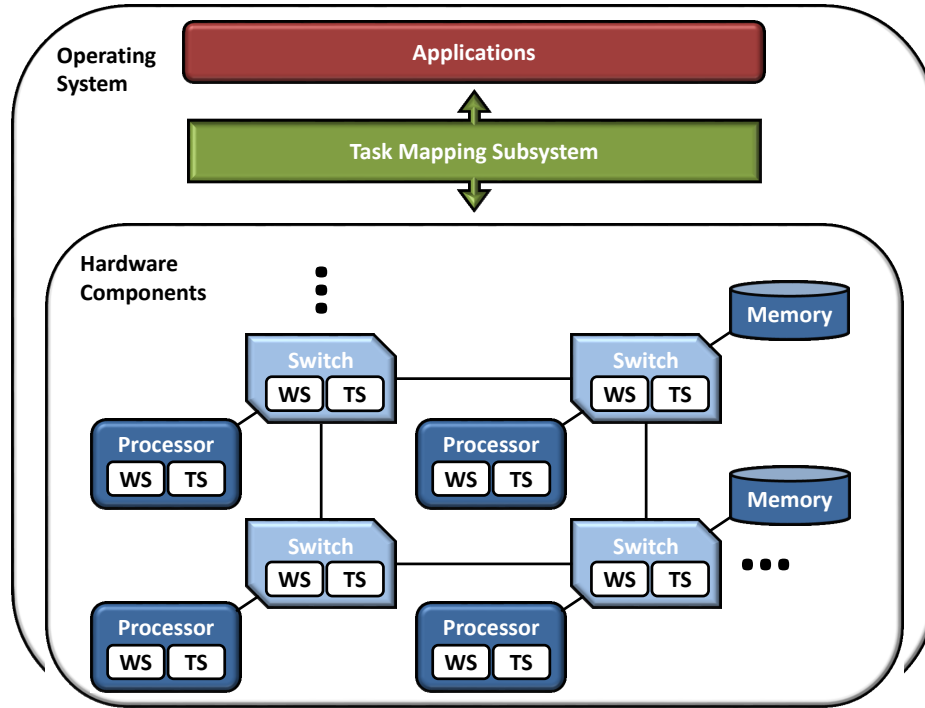 Operating
System
Applications
Task Mapping Subsystem
Hardware
Components
Memory
Switch
WS TS
Switch
WS TS
Processor
WS TS
Processor
WS TS
Memory
Switch
WS TS
Switch
WS TS
Processor
WS TS
Processor
WS TS